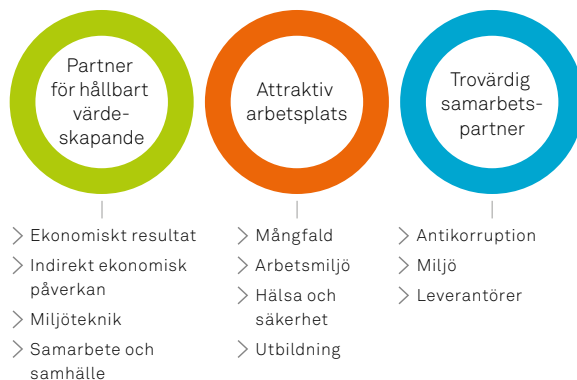 Partner
för hållbart
värde-
skapande
Attraktiv
arbetsplats
Trovärdig
samarbets-
partner
Ekonomiskt resultat
Indirekt ekonomisk
påverkan
Miljöteknik
Samarbete och
samhälle
Mångfald
Arbetsmiljö
Hälsa och
säkerhet
Utbildning
Antikorruption
Miljö
Leverantörer